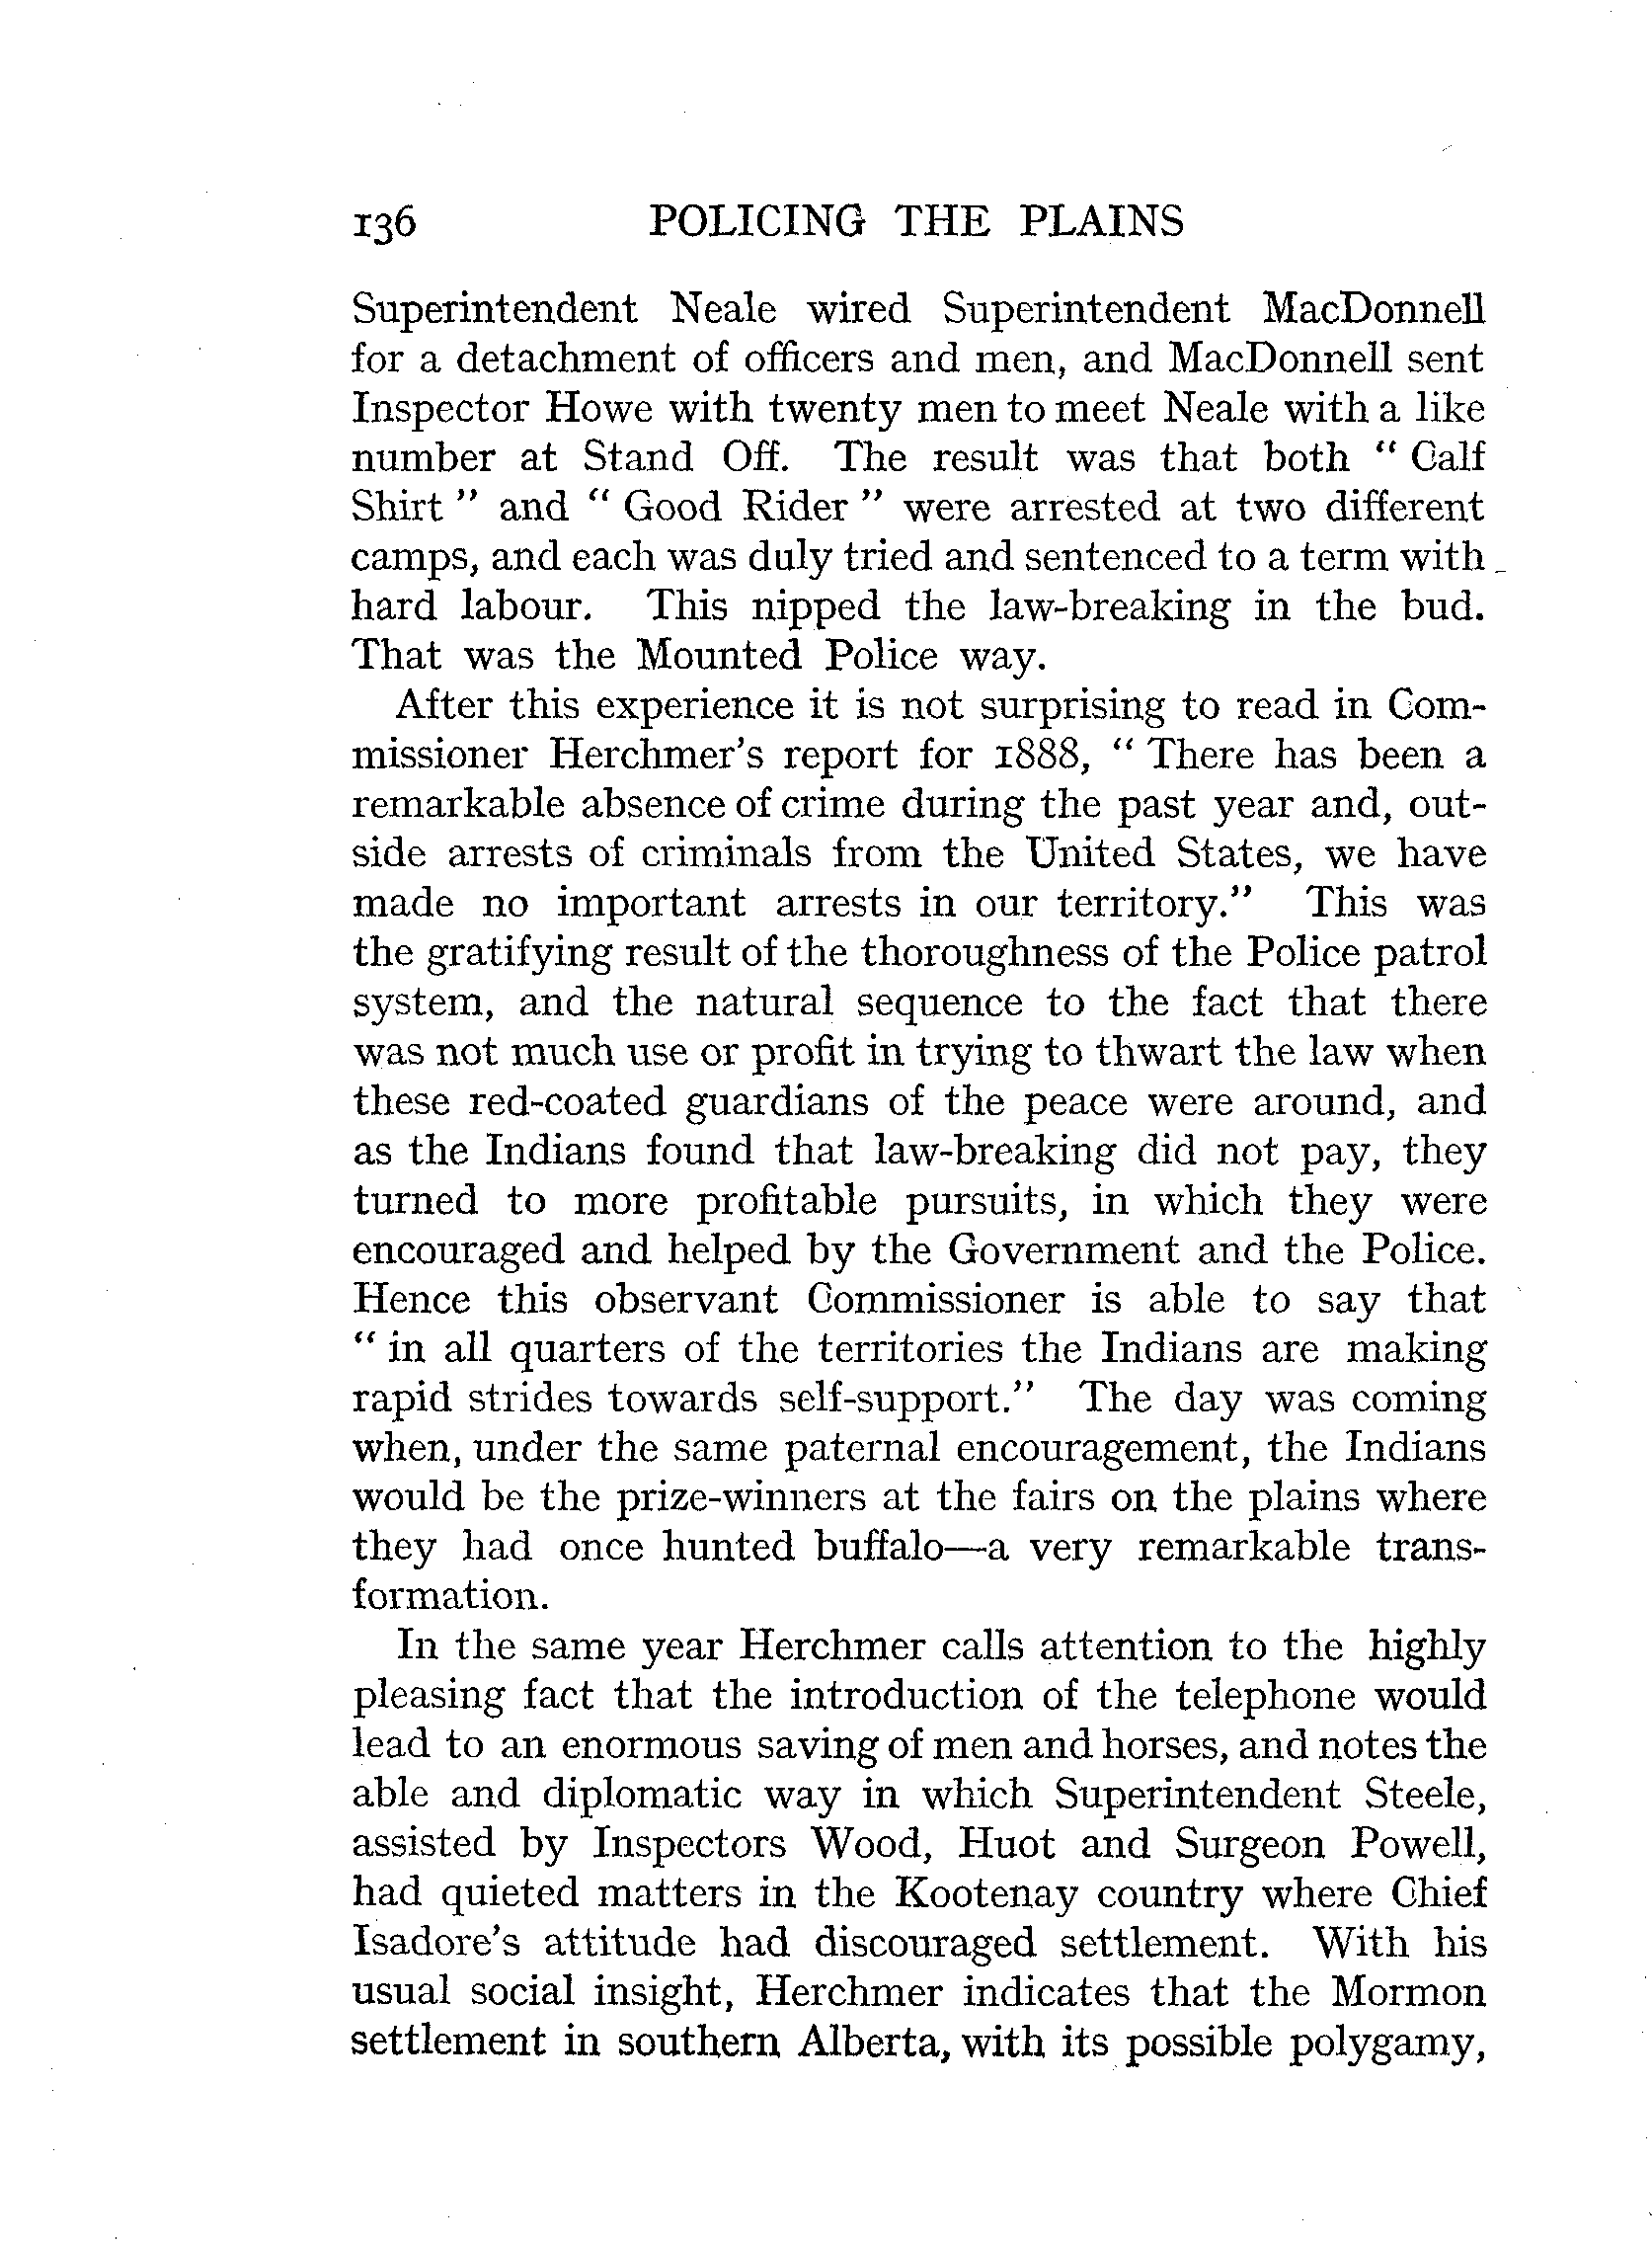 136 POLICING THE PLAINS
Superintendent Neale wired Superintendent MacDonnell
for a detachment of officers and men, and MacDonnell sent
Inspector Howe with twenty men to meet Neale with a like
number at Stand Off. The result was that both " Calf
Shirt " and " Good Rider " were arrested at two different
camps, and each was duly tried and sentenced to a term with
hard labour. This nipped the law-breaking in the bud.
That was the Mounted Police way.
After this experience it is not surprising to read in Com-
missioner Herchmer's report for 1888, " There has been a
remarkable absence of crime during the past year and, out-
side arrests of criminals from the United States, we have
made no important arrests in our territory." This was
the gratifying result of the thoroughness of the Police patrol
system, and the natural sequence to the fact that there
was not much use or profit in trying to thwart the law when
these red-coated guardians of the peace were around, and
as the Indians found that law-breaking did not pay, they
turned to more profitable pursuits, in which they were
encouraged and helped by the Government and the Police.
Hence this observant Commissioner is able to say that
" in all quarters of the territories the Indians are making
rapid strides towards self-support." The day was coming
when, under the same paternal encouragement, the Indians
would be the prize-winners at the fairs on the plains where
they had once hunted buffalo—a very remarkable trans-
formation.
In the same year Herchmer calls attention to the highly
pleasing fact that the introduction of the telephone would
lead to an enormous saving of men and horses, and notes the
able and diplomatic way in which Superintendent Steele,
assisted by Inspectors Wood, Huot and Surgeon Powell,
had quieted matters in the Kootenay country where Chief
Isadore's attitude had discouraged settlement. With his
usual social insight, Herchmer indicates that the Mormon
settlement in southern Alberta, with its possible polygamy,